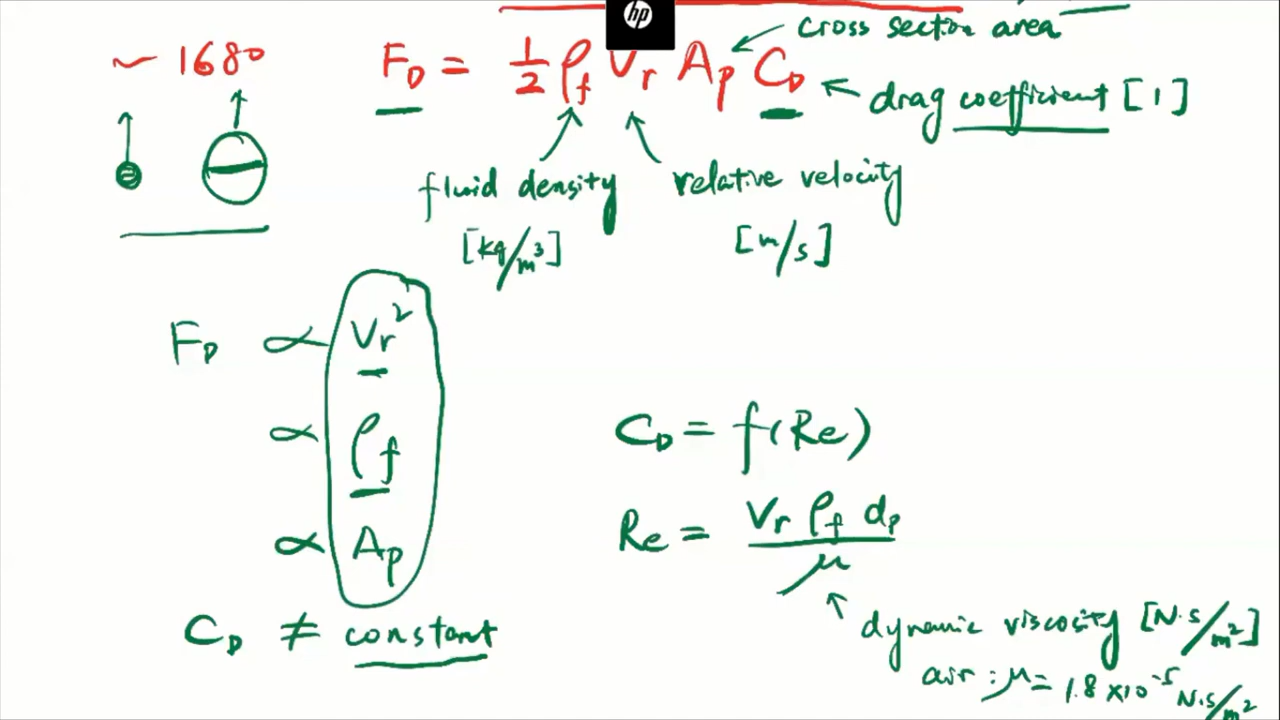 hp
cross section area
~ 1680 F_D = 1/2 ρ_f V_r A_p C_D
drag coefficient [1]
fluid density relative velocity
[kg/m³] [m/s]
F_D ∝ V_r²
∝ ρ_f
∝ A_p
C_D ≠ constant
C_D = f(Re)
Re = V_r ρ_f d_p / μ
dynamic viscosity [N·s/m²]
air : μ = 1.8 × 10⁻⁵ N·s/m²